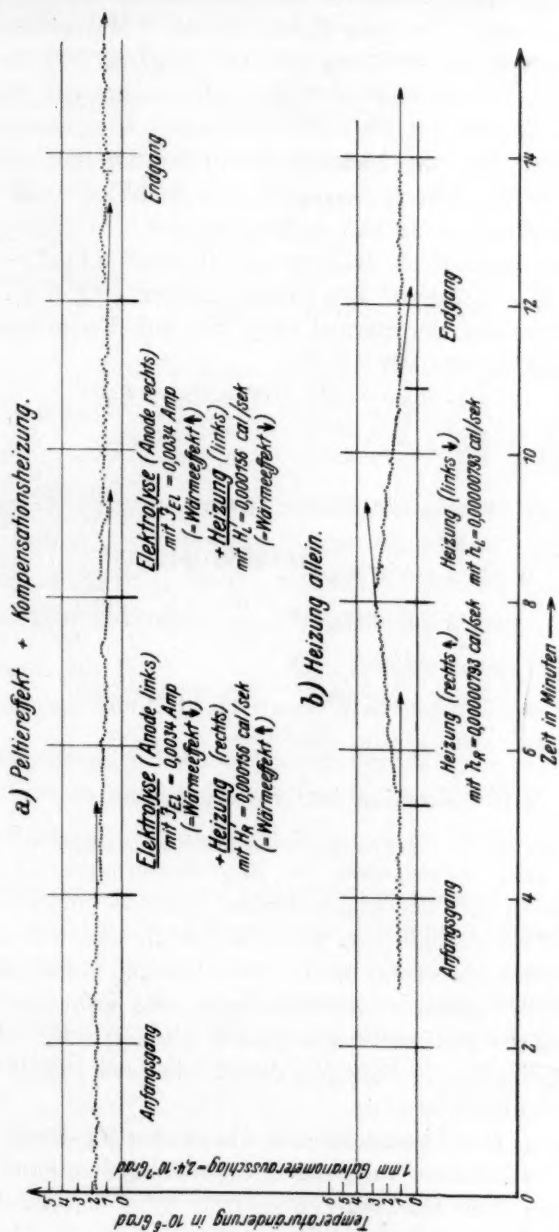 a) Peltiereffekt + Kompensationsheizung.
Temperaturänderung in 10⁻⁶ Grad
1 mm Galvanometerausschlag = 2,4·10⁻⁷ Grad
5
4
3
2
1
0
Anfangsgang
Elektrolyse (Anode links)
mit J_EL = 0,0034 Amp
(=Wärmeeffekt ↓)
+ Heizung (rechts)
mit H_R = 0,000156 cal/sek
(= Wärmeeffekt ↑)
Elektrolyse (Anode rechts)
mit J_EL = 0,0034 Amp
(=Wärmeeffekt ↑)
+ Heizung (links)
mit H_L = 0,000156 cal/sek
(=Wärmeeffekt ↓)
Endgang
b) Heizung allein.
6
5
4
3
2
1
0
Anfangsgang
Heizung (rechts ↓)
mit h_R = 0,00000793 cal/sek
Heizung (links ↓)
mit h_L = 0,00000793 cal/sek
Endgang
0 2 4 6 8 10 12 14
Zeit in Minuten →